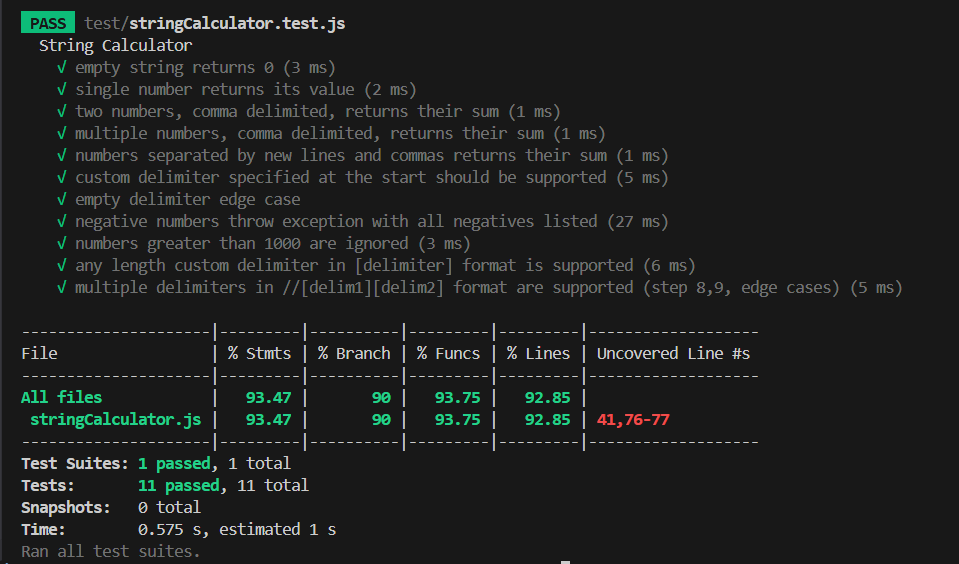 PASS test/stringCalculator.test.js
String Calculator
√ empty string returns 0 (3 ms)
√ single number returns its value (2 ms)
√ two numbers, comma delimited, returns their sum (1 ms)
√ multiple numbers, comma delimited, returns their sum (1 ms)
√ numbers separated by new lines and commas returns their sum (1 ms)
√ custom delimiter specified at the start should be supported (5 ms)
√ empty delimiter edge case
√ negative numbers throw exception with all negatives listed (27 ms)
√ numbers greater than 1000 are ignored (3 ms)
√ any length custom delimiter in [delimiter] format is supported (6 ms)
√ multiple delimiters in //[delim1][delim2] format are supported (step 8,9, edge cases) (5 ms)
---------------------|---------|----------|---------|---------|-------------------
File                 | % Stmts | % Branch | % Funcs | % Lines | Uncovered Line #s
---------------------|---------|----------|---------|---------|-------------------
All files            |   93.47 |       90 |   93.75 |   92.85 |
 stringCalculator.js |   93.47 |       90 |   93.75 |   92.85 | 41,76-77
---------------------|---------|----------|---------|---------|-------------------
Test Suites: 1 passed, 1 total
Tests:       11 passed, 11 total
Snapshots:   0 total
Time:        0.575 s, estimated 1 s
Ran all test suites.